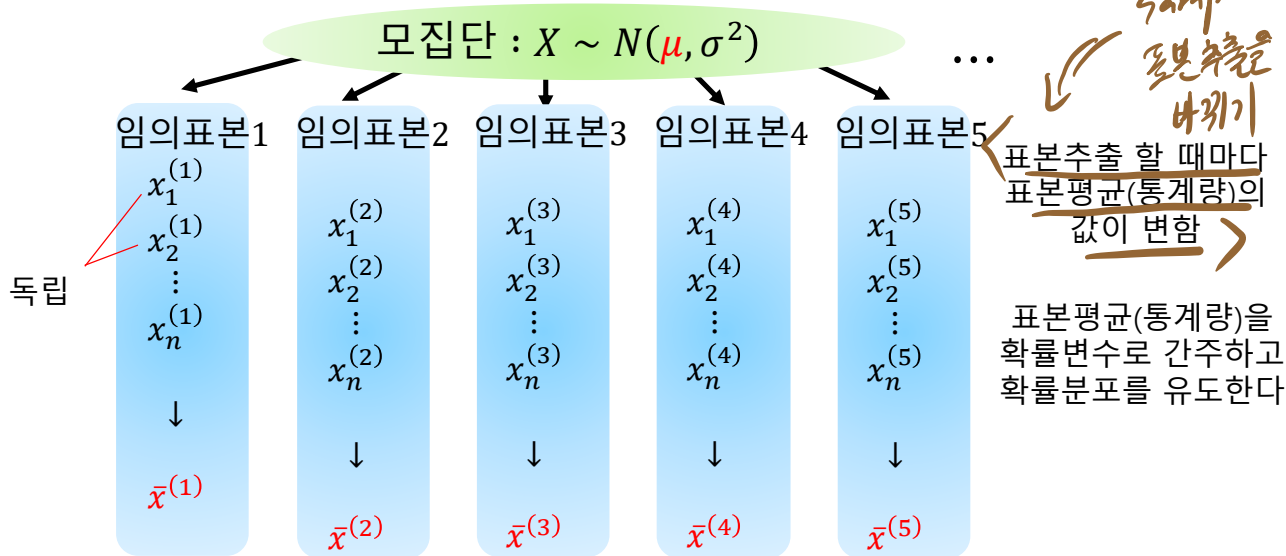 모집단 : X ~ N(μ, σ²)
…
표본추출을
바뀌기
임의표본1
x₁⁽¹⁾
x₂⁽¹⁾
⋮
xₙ⁽¹⁾
↓
x̄⁽¹⁾
독립
임의표본2
x₁⁽²⁾
x₂⁽²⁾
⋮
xₙ⁽²⁾
↓
x̄⁽²⁾
임의표본3
x₁⁽³⁾
x₂⁽³⁾
⋮
xₙ⁽³⁾
↓
x̄⁽³⁾
임의표본4
x₁⁽⁴⁾
x₂⁽⁴⁾
⋮
xₙ⁽⁴⁾
↓
x̄⁽⁴⁾
임의표본5
x₁⁽⁵⁾
x₂⁽⁵⁾
⋮
xₙ⁽⁵⁾
↓
x̄⁽⁵⁾
표본추출 할 때마다
표본평균(통계량)의
값이 변함
표본평균(통계량)을
확률변수로 간주하고
확률분포를 유도한다